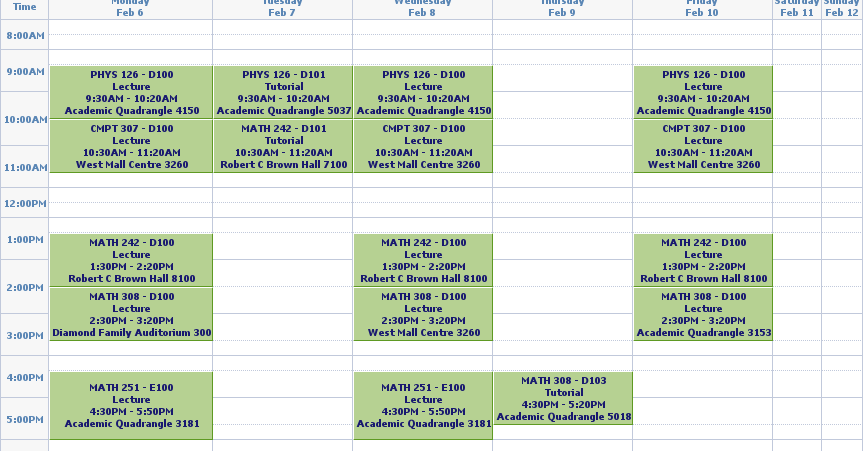 Time
Monday
Feb 6
Tuesday
Feb 7
Wednesday
Feb 8
Thursday
Feb 9
Friday
Feb 10
Saturday
Feb 11
Sunday
Feb 12
8:00AM
9:00AM
PHYS 126 - D100
Lecture
9:30AM - 10:20AM
Academic Quadrangle 4150
PHYS 126 - D101
Tutorial
9:30AM - 10:20AM
Academic Quadrangle 5037
PHYS 126 - D100
Lecture
9:30AM - 10:20AM
Academic Quadrangle 4150
PHYS 126 - D100
Lecture
9:30AM - 10:20AM
Academic Quadrangle 4150
10:00AM
CMPT 307 - D100
Lecture
10:30AM - 11:20AM
West Mall Centre 3260
MATH 242 - D101
Tutorial
10:30AM - 11:20AM
Robert C Brown Hall 7100
CMPT 307 - D100
Lecture
10:30AM - 11:20AM
West Mall Centre 3260
CMPT 307 - D100
Lecture
10:30AM - 11:20AM
West Mall Centre 3260
11:00AM
12:00PM
1:00PM
MATH 242 - D100
Lecture
1:30PM - 2:20PM
Robert C Brown Hall 8100
MATH 242 - D100
Lecture
1:30PM - 2:20PM
Robert C Brown Hall 8100
MATH 242 - D100
Lecture
1:30PM - 2:20PM
Robert C Brown Hall 8100
2:00PM
MATH 308 - D100
Lecture
2:30PM - 3:20PM
Diamond Family Auditorium 300
MATH 308 - D100
Lecture
2:30PM - 3:20PM
West Mall Centre 3260
MATH 308 - D100
Lecture
2:30PM - 3:20PM
Academic Quadrangle 3153
3:00PM
4:00PM
MATH 251 - E100
Lecture
4:30PM - 5:50PM
Academic Quadrangle 3181
MATH 251 - E100
Lecture
4:30PM - 5:50PM
Academic Quadrangle 3181
MATH 308 - D103
Tutorial
4:30PM - 5:20PM
Academic Quadrangle 5018
5:00PM